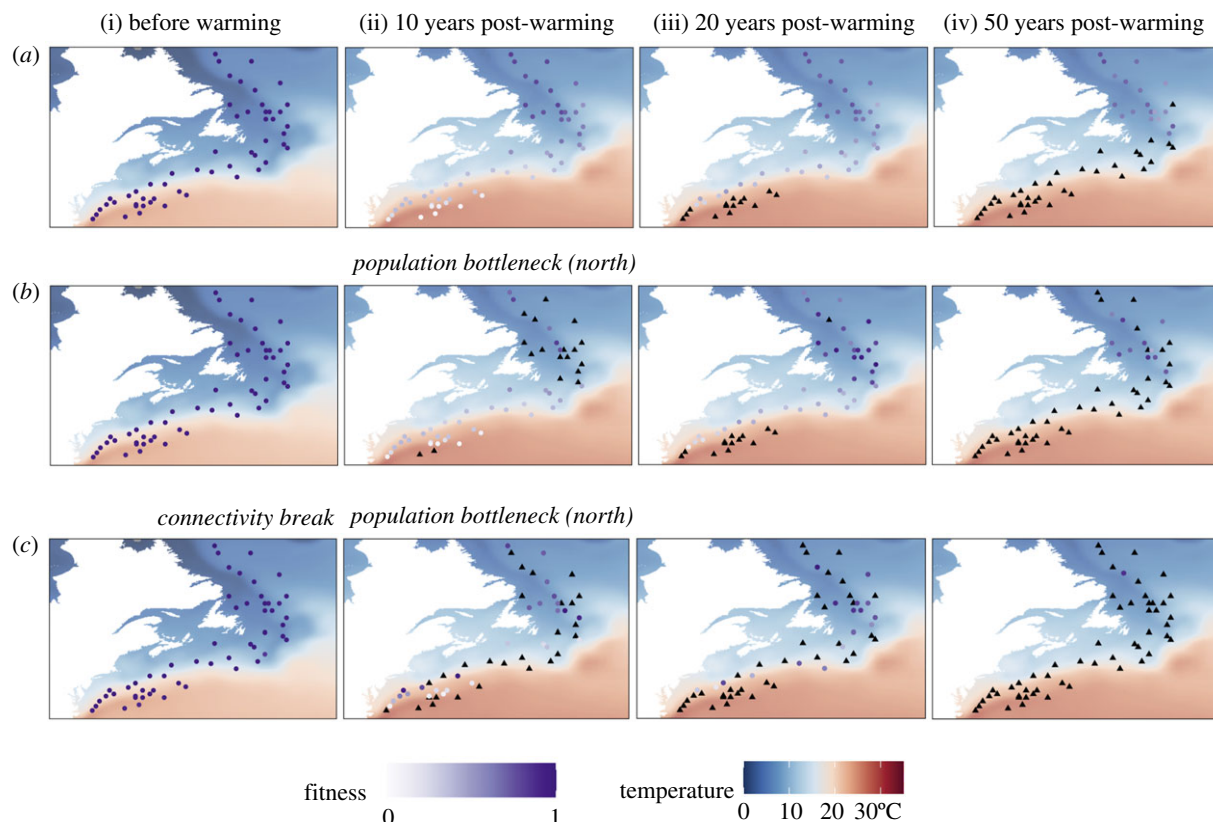 (i) before warming (ii) 10 years post-warming (iii) 20 years post-warming (iv) 50 years post-warming
(a)
population bottleneck (north)
(b)
connectivity break population bottleneck (north)
(c)
fitness
0 1
temperature
0 10 20 30ºC